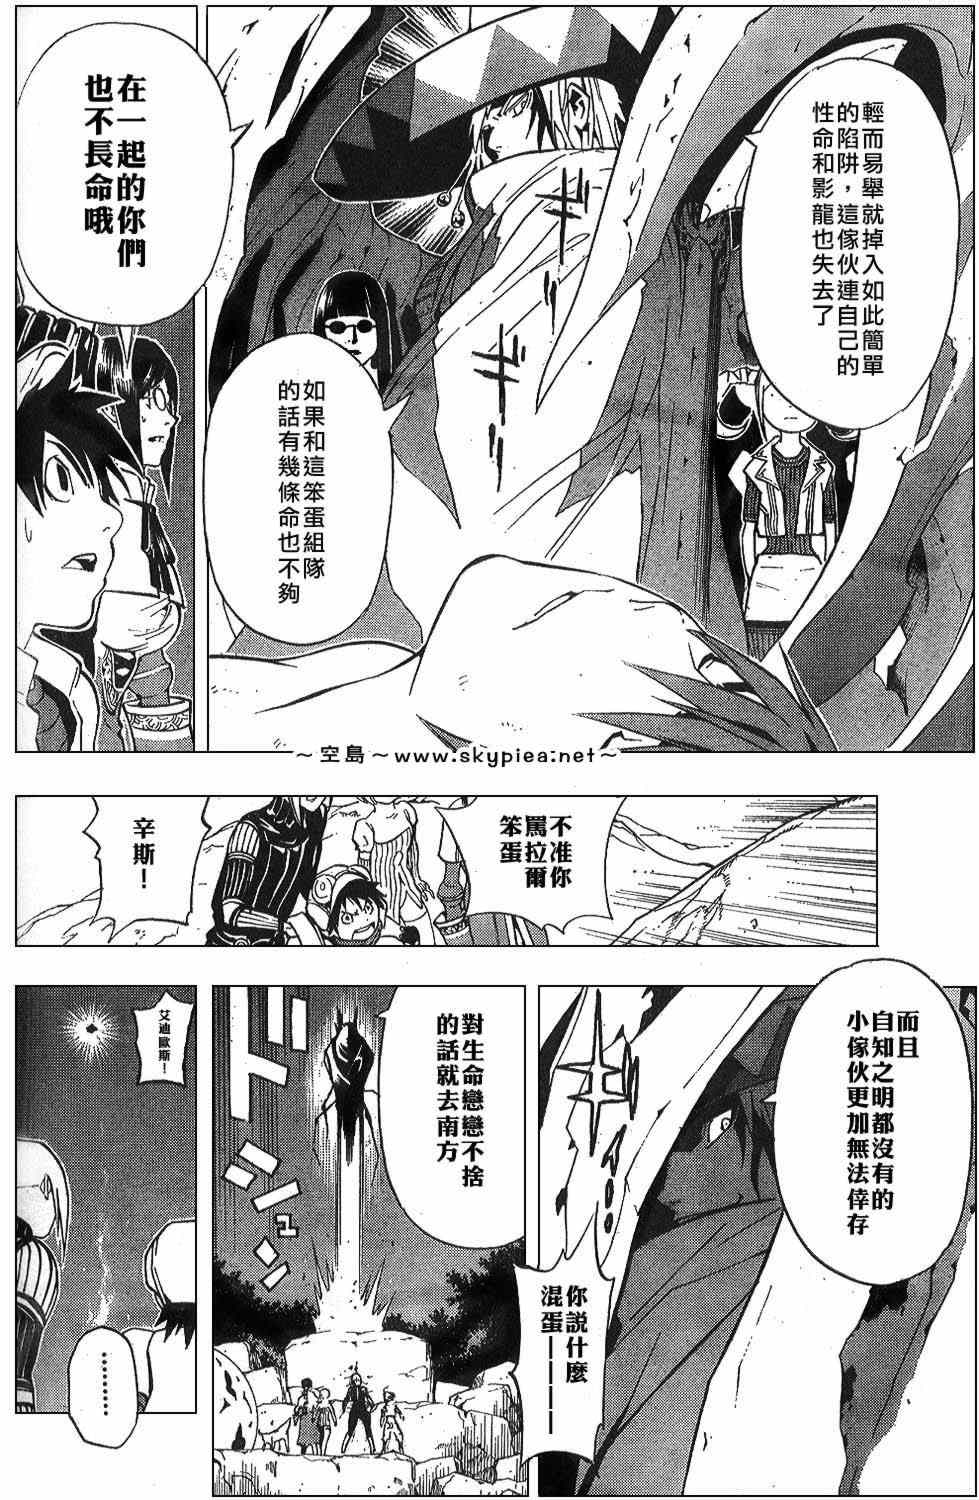 輕而易舉就掉入如此簡單
的陷阱，這傢伙連自己的
性命和影龍也失去了
如果和這笨蛋組隊
的話有幾條命也不夠
在一起的你們
也不長命哦
～空島～www.skypiea.net～
不准你
罵拉爾
笨蛋
辛斯！
而且
自知之明都沒有的
小傢伙更加無法倖存
你説什麼
混蛋————
對生命戀戀不捨
的話就去南方
ドシュン
艾迪歐斯！
………